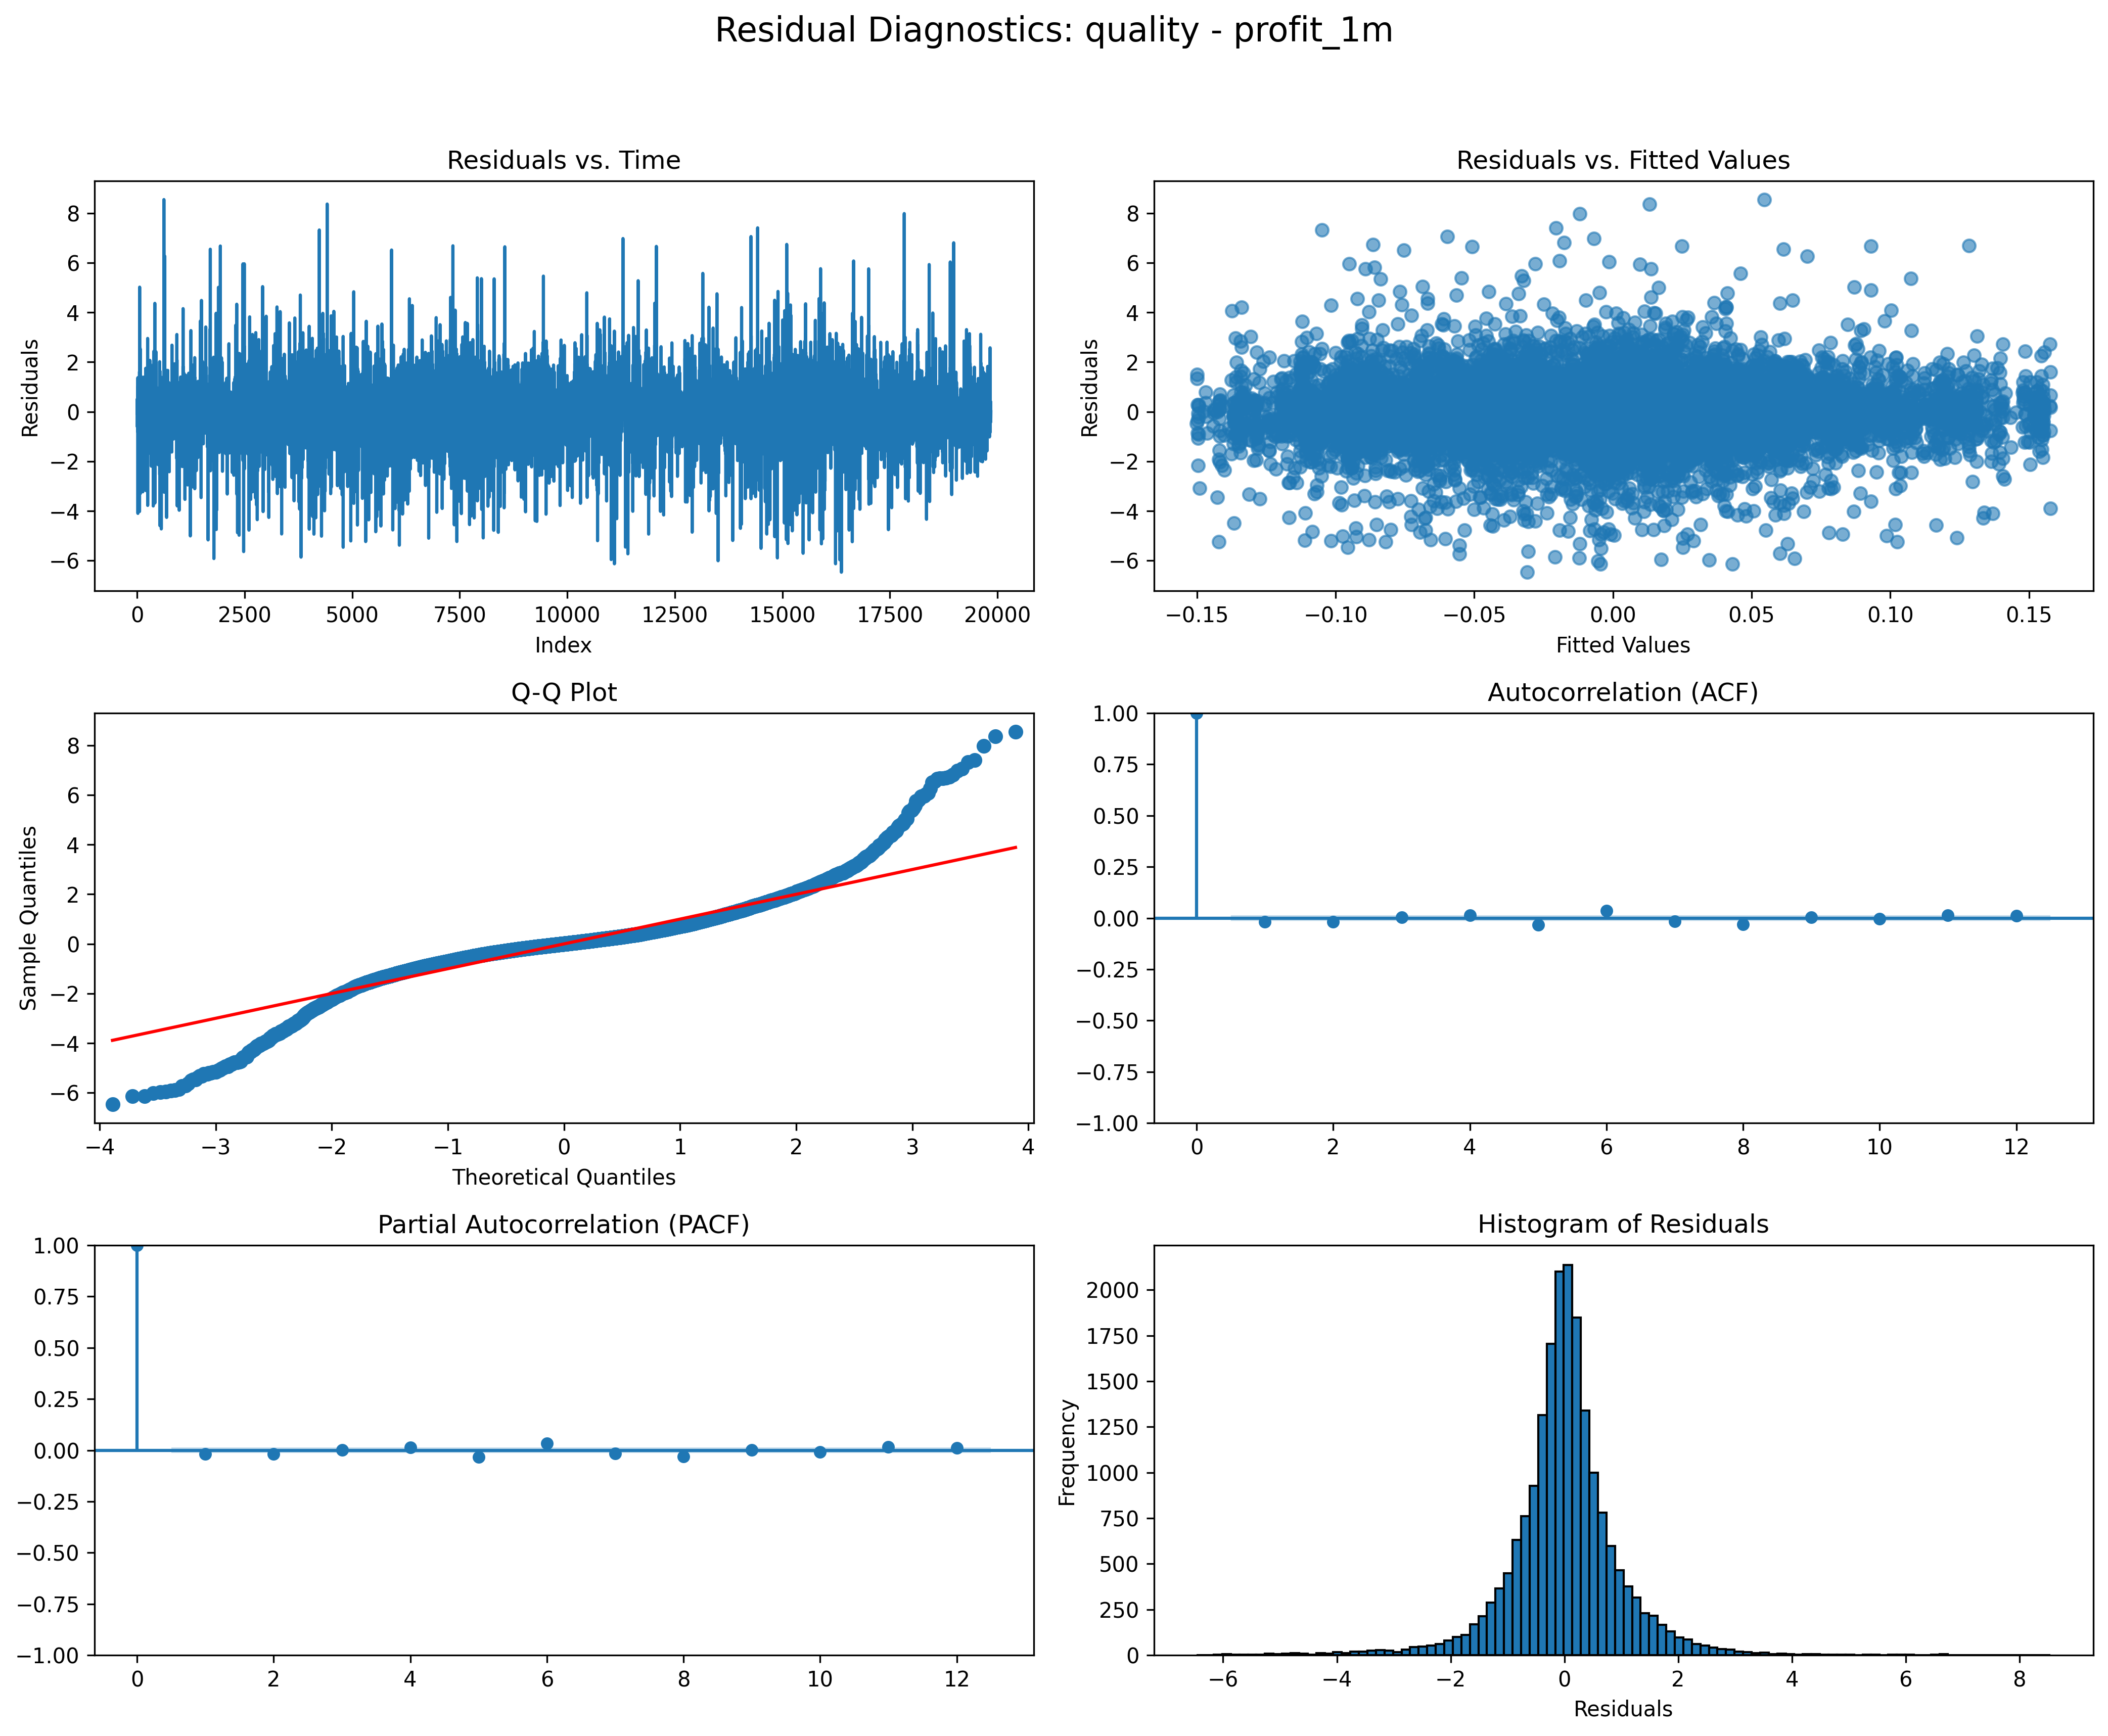 Residual Diagnostics: quality - profit_1m
Residuals vs. Time
8
6
4
2
0
−2
−4
−6
Residuals
0 2500 5000 7500 10000 12500 15000 17500 20000
Index
Residuals vs. Fitted Values
8
6
4
2
0
−2
−4
−6
Residuals
−0.15 −0.10 −0.05 0.00 0.05 0.10 0.15
Fitted Values
Q-Q Plot
8
6
4
2
0
−2
−4
−6
Sample Quantiles
−4 −3 −2 −1 0 1 2 3 4
Theoretical Quantiles
Autocorrelation (ACF)
1.00
0.75
0.50
0.25
0.00
−0.25
−0.50
−0.75
−1.00
0 2 4 6 8 10 12
Partial Autocorrelation (PACF)
1.00
0.75
0.50
0.25
0.00
−0.25
−0.50
−0.75
−1.00
0 2 4 6 8 10 12
Histogram of Residuals
2000
1750
1500
1250
1000
750
500
250
0
Frequency
−6 −4 −2 0 2 4 6 8
Residuals